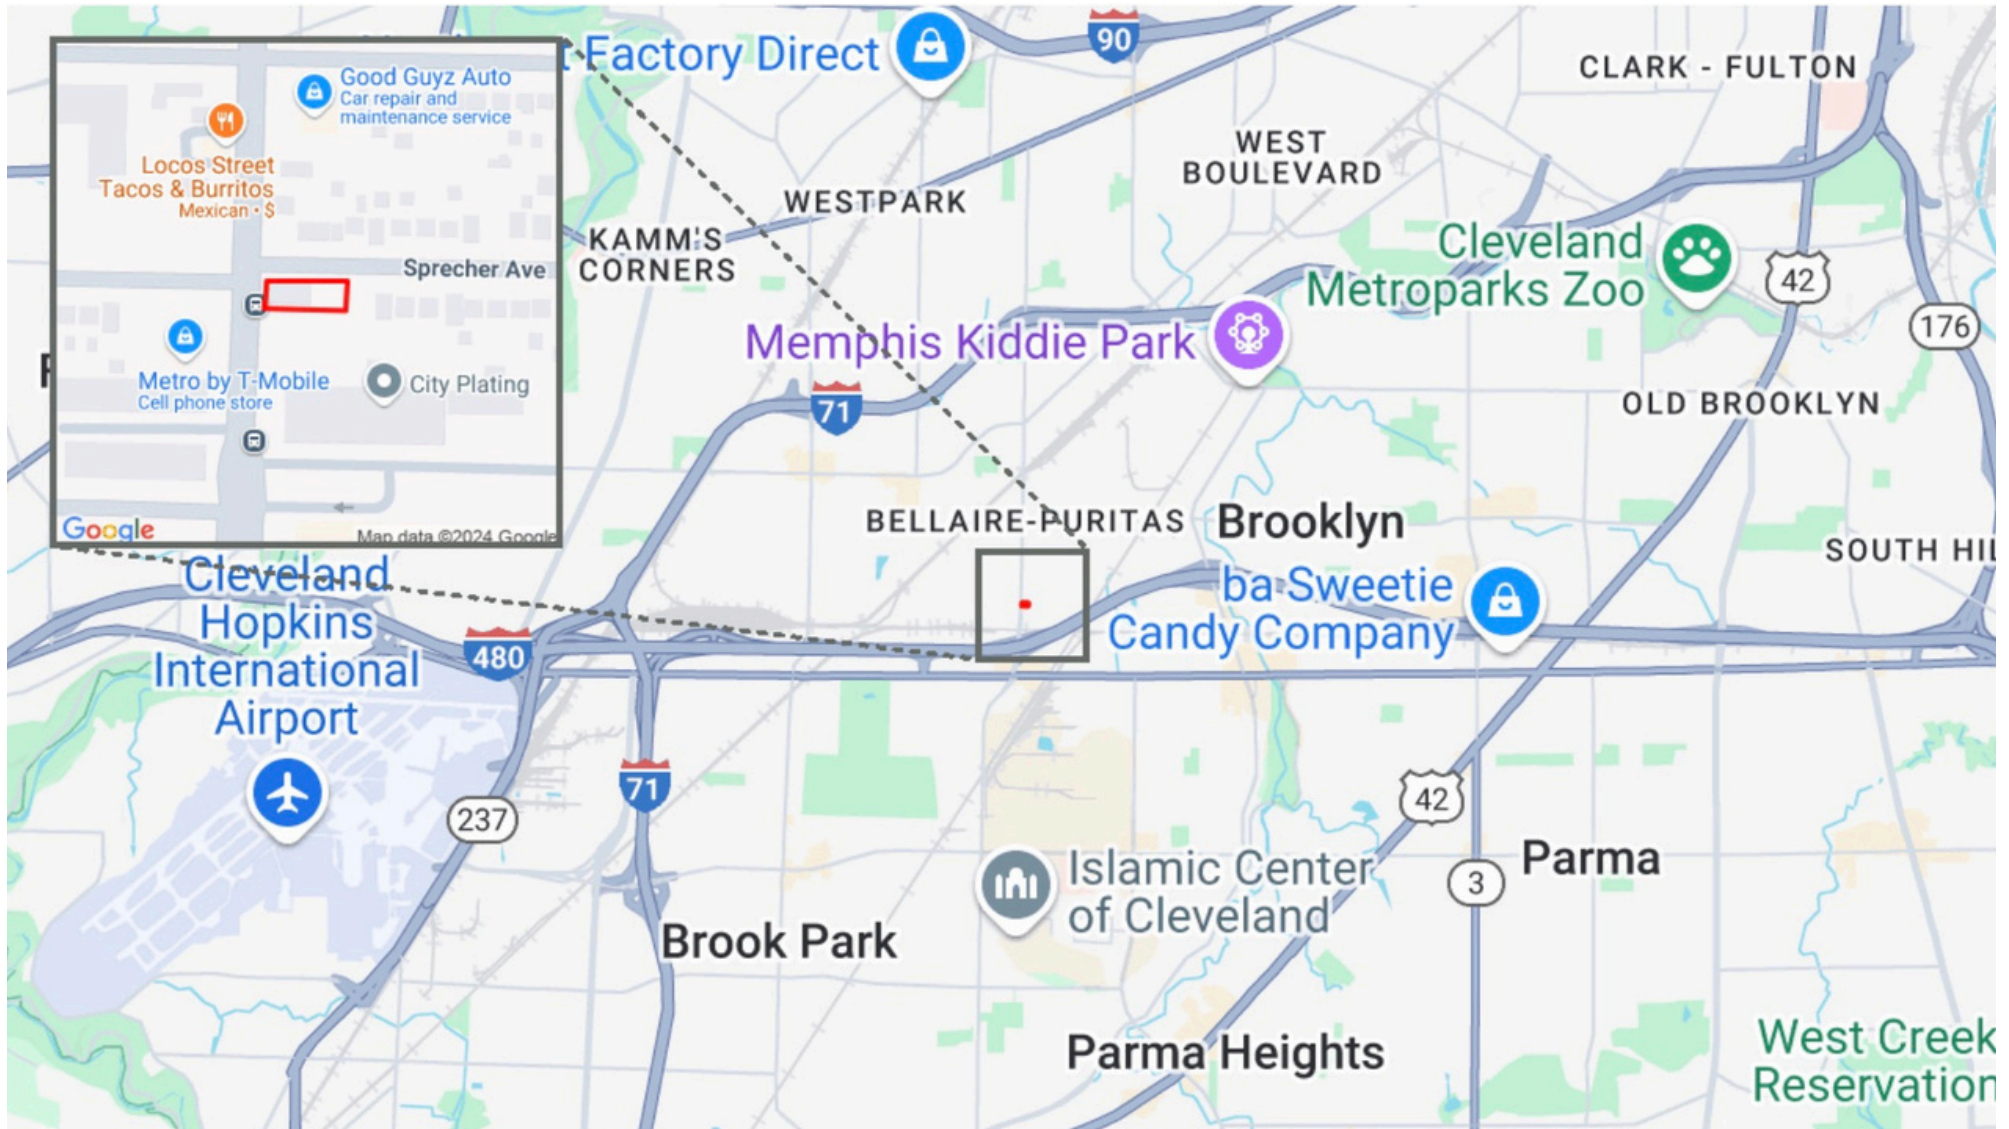 Good Guyz Auto
Car repair and
maintenance service
Locos Street
Tacos & Burritos
Mexican • $
Sprecher Ave
Metro by T-Mobile
Cell phone store
City Plating
Google
Map data ©2024 Google
Factory Direct
90
CLARK - FULTON
WEST
BOULEVARD
WESTPARK
KAMM'S
CORNERS
Cleveland
Metroparks Zoo
42
176
Memphis Kiddie Park
71
OLD BROOKLYN
BELLAIRE-PURITAS
Brooklyn
SOUTH HIL
ba Sweetie
Candy Company
Cleveland
Hopkins
International
Airport
480
71
237
42
3
Parma
Islamic Center
of Cleveland
Brook Park
Parma Heights
West Creek
Reservation